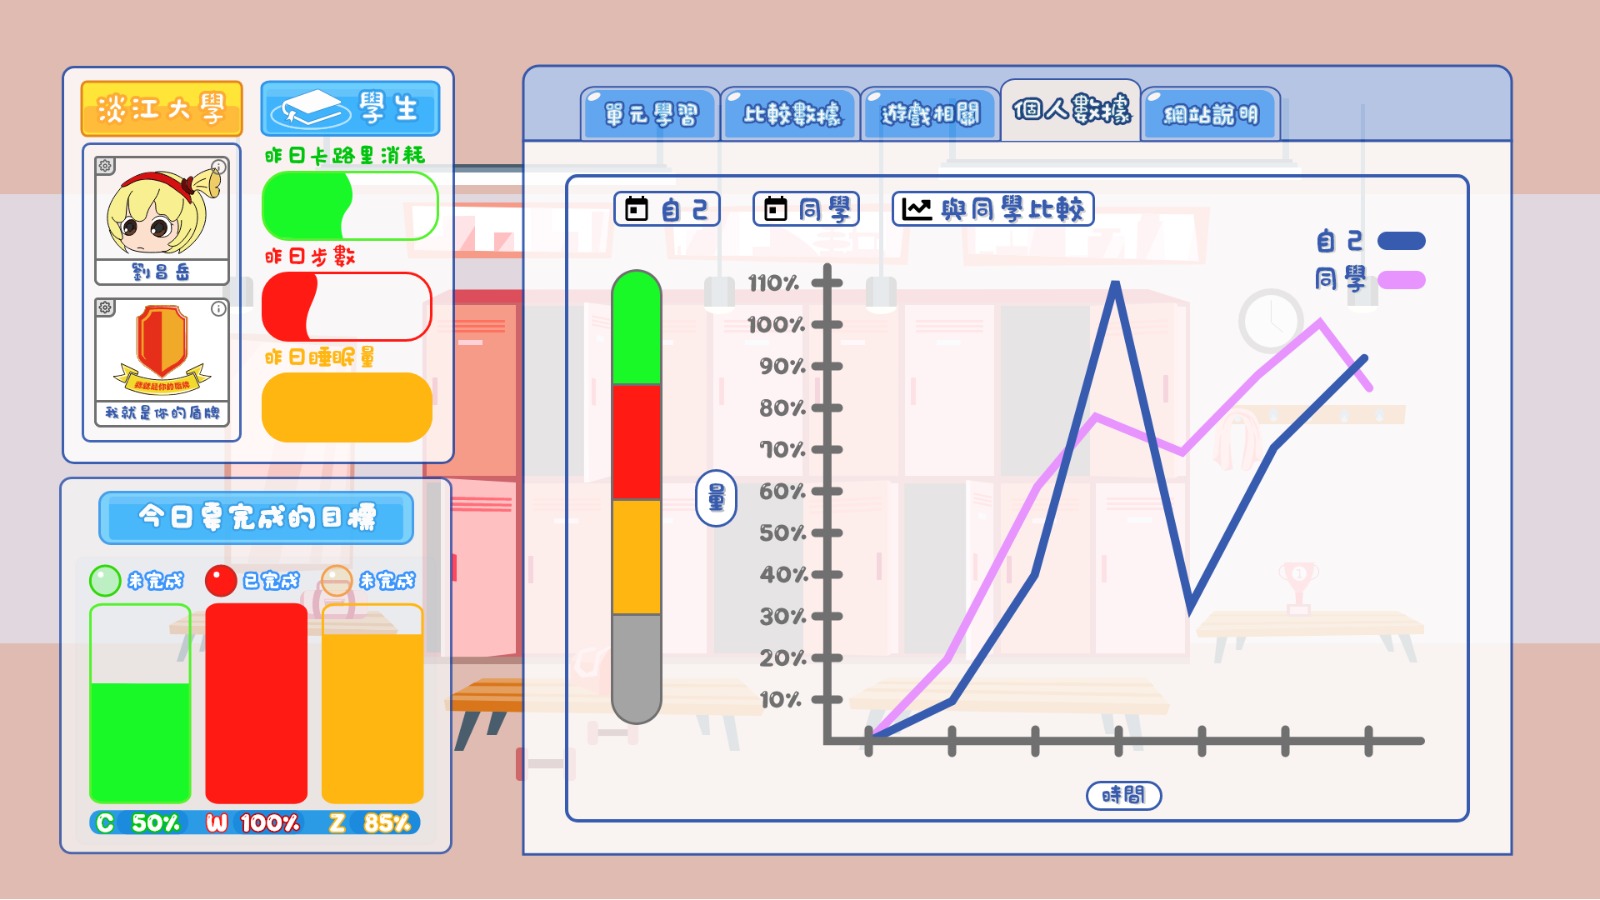 淡江大學
學生
昨日卡路里消耗
昨日步數
昨日睡眠量
劉昌岳
我就是你的盾牌
今日要完成的目標
未完成
已完成
未完成
C 50%
W 100%
Z 85%
單元學習
比較數據
遊戲相關
個人數據
網站說明
自己
同學
與同學比較
自己
同學
量
110%
100%
90%
80%
70%
60%
50%
40%
30%
20%
10%
時間